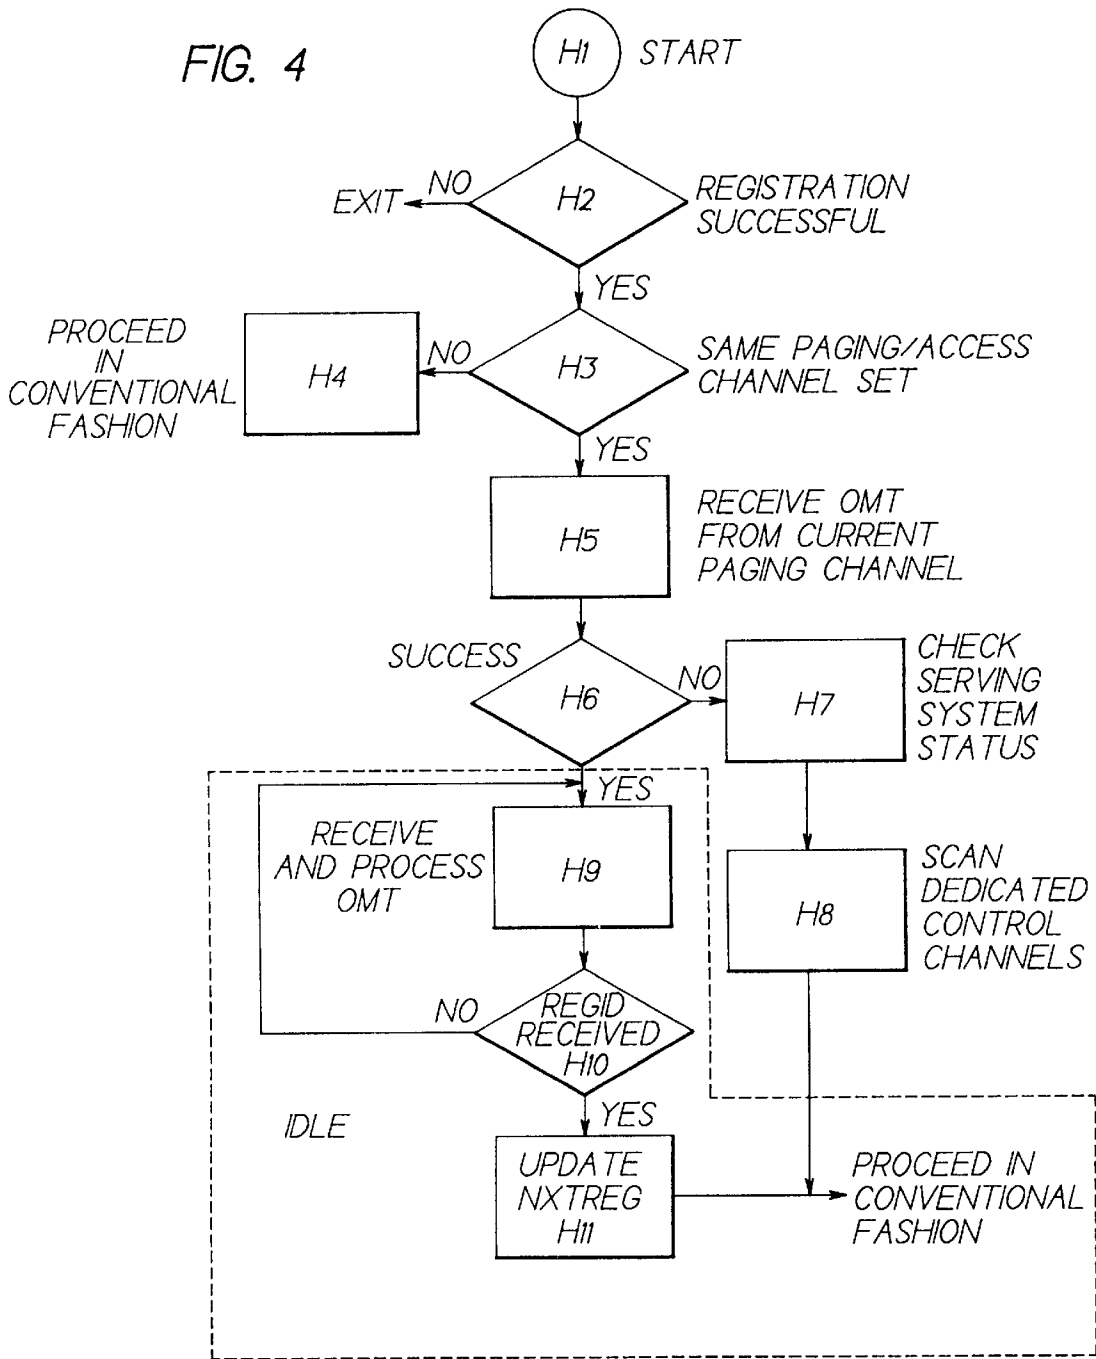 FIG. 4
H1
START
H2
NO
EXIT
REGISTRATION
SUCCESSFUL
YES
PROCEED
IN
CONVENTIONAL
FASHION
H4
NO
H3
SAME PAGING/ACCESS
CHANNEL SET
YES
H5
RECEIVE OMT
FROM CURRENT
PAGING CHANNEL
SUCCESS
H6
NO
H7
CHECK
SERVING
SYSTEM
STATUS
YES
RECEIVE
AND PROCESS
OMT
H9
H8
SCAN
DEDICATED
CONTROL
CHANNELS
NO
REGID
RECEIVED
H10
IDLE
YES
UPDATE
NXTREG
H11
PROCEED IN
CONVENTIONAL
FASHION